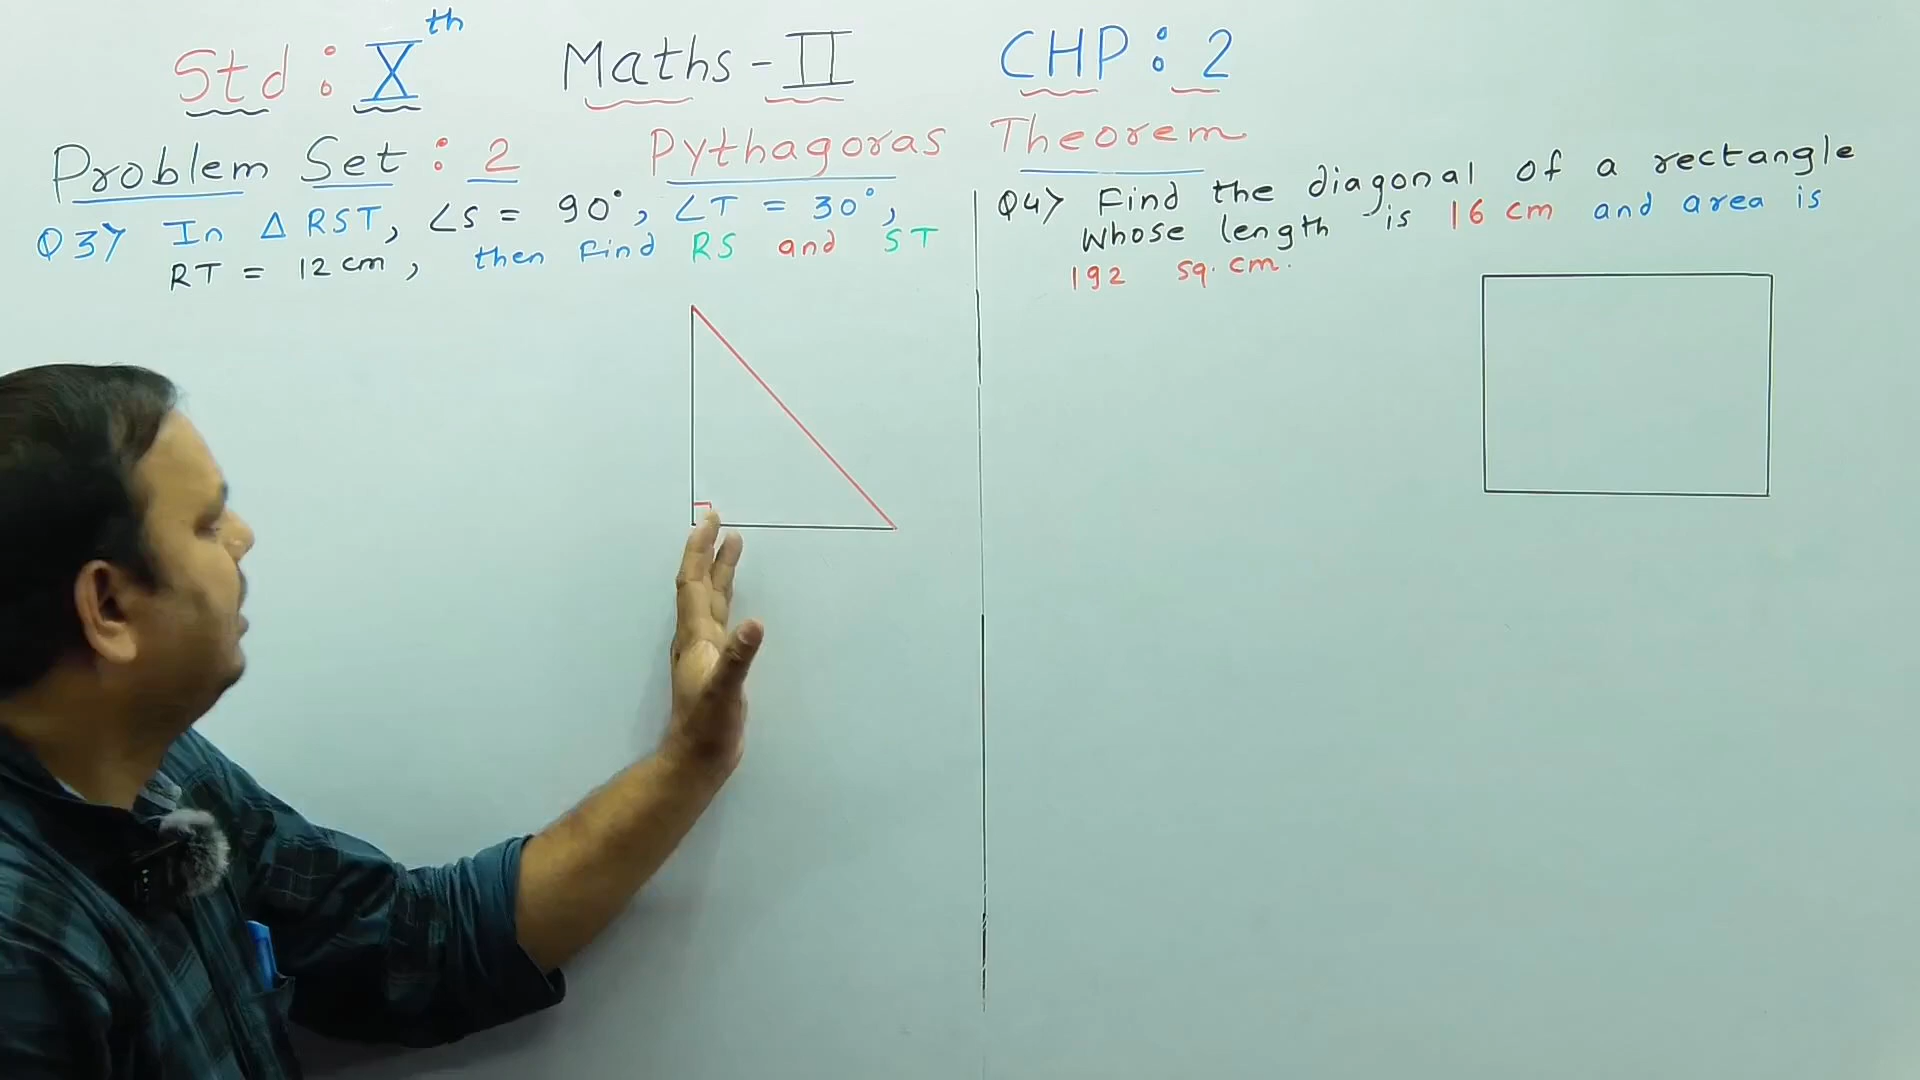 Std : Xth Maths - II CHP : 2
Problem Set : 2 Pythagoras Theorem
Q3> In Δ RST, ∠S = 90°, ∠T = 30°,
RT = 12 cm, then find RS and ST
Q4> Find the diagonal of a rectangle
whose length is 16 cm and area is
192 sq. cm.